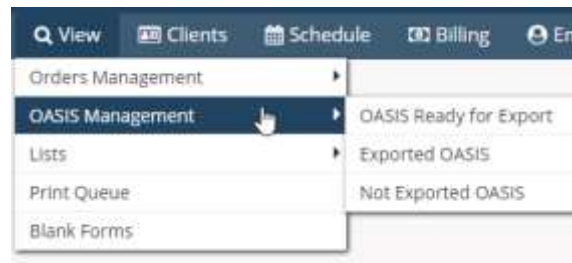 View Clients Schedule Billing
Orders Management
OASIS Management OASIS Ready for Export
Lists Exported OASIS
Print Queue Not Exported OASIS
Blank Forms